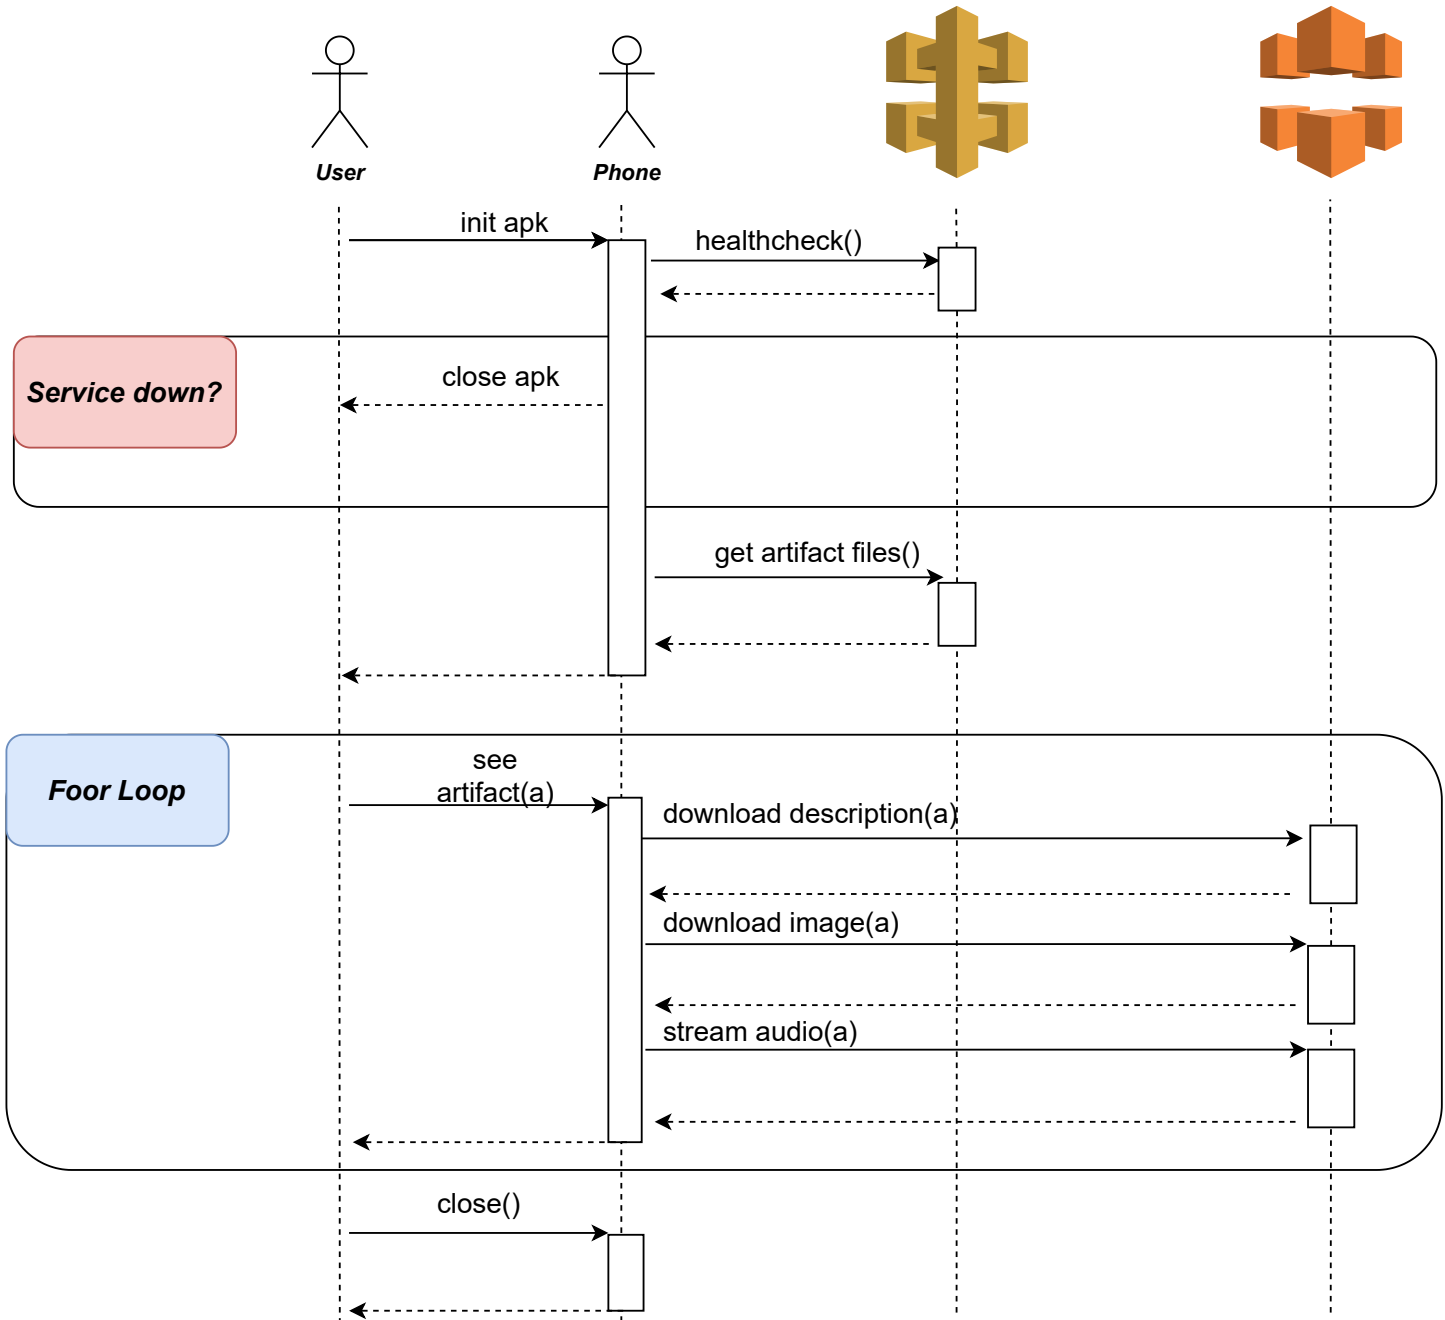 User
Phone
init apk
healthcheck()
Service down?
close apk
get artifact files()
Foor Loop
see
artifact(a)
download description(a)
download image(a)
stream audio(a)
close()